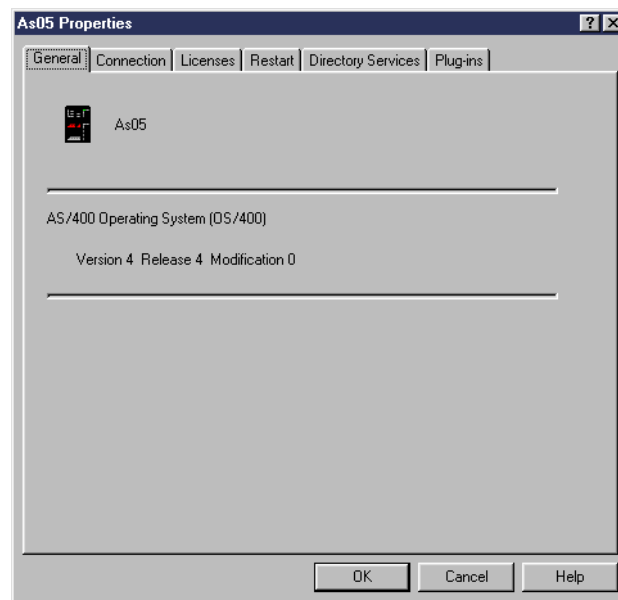 As05 Properties ? X
General Connection Licenses Restart Directory Services Plug-ins
As05
AS/400 Operating System (OS/400)
Version 4 Release 4 Modification 0
OK Cancel Help